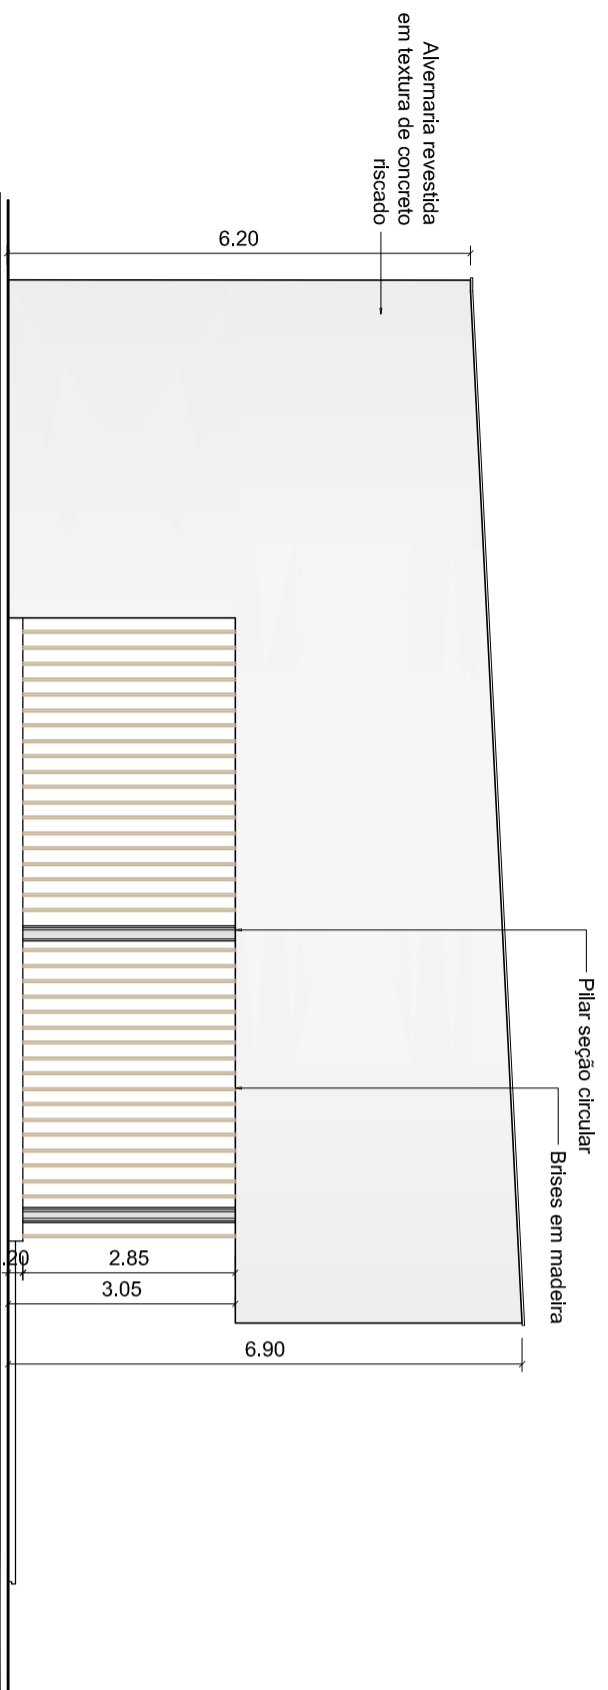 Alvernaria revestida
em textura de concreto
riscado
6.20
Pilar seção circular
Brises em madeira
.20
2.85
3.05
6.90